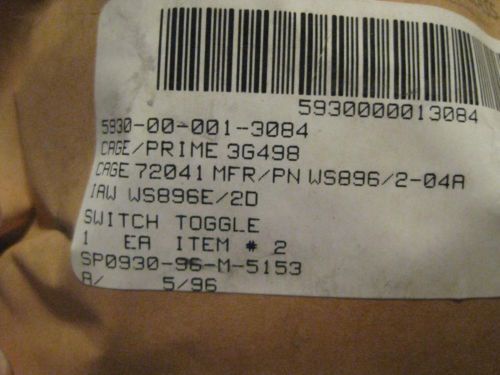 5930000013084
5930-00-001-3084
CAGE/PRIME 3G498
CAGE 72041 MFR/PN WS896/2-04A
IAW WS896E/2D
SWITCH TOGGLE
1 EA ITEM # 2
SP0930-96-M-5153
A/ 5/96